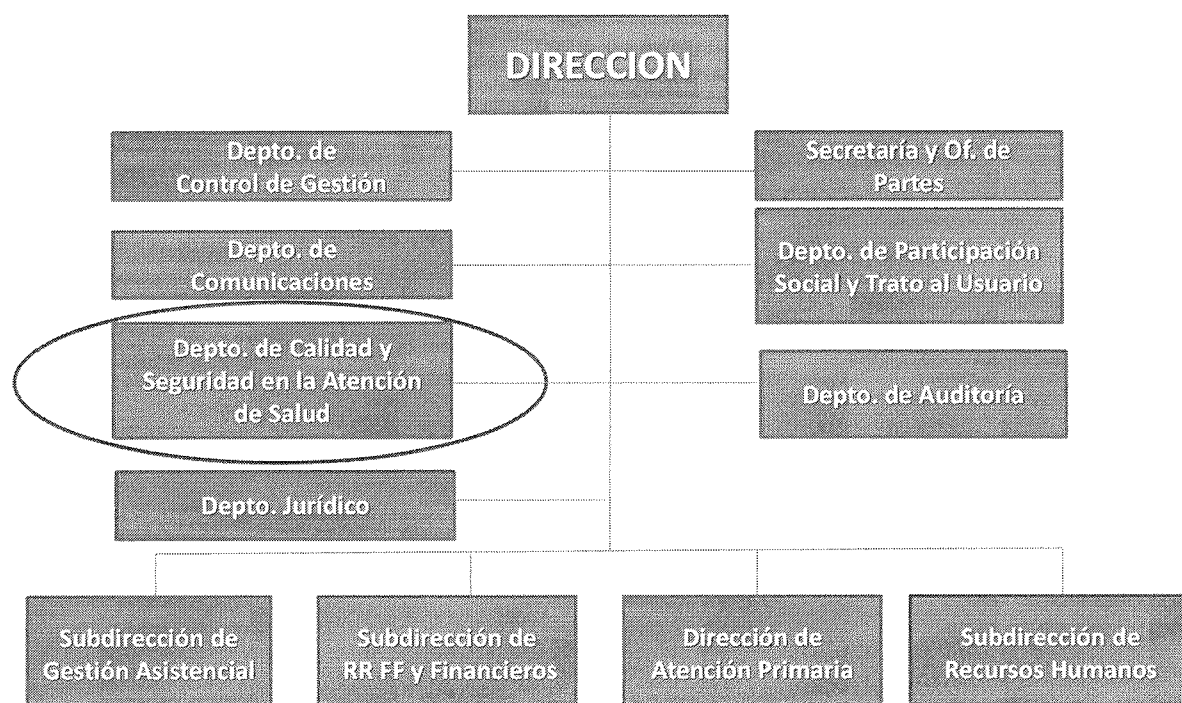 DIRECCION
Depto. de
Control de Gestión
Secretaría y Of. de
Partes
Depto. de
Comunicaciones
Depto. de Participación
Social y Trato al Usuario
Depto. de Calidad y
Seguridad en la Atención
de Salud
Depto. de Auditoría
Depto. Jurídico
Subdirección de
Gestión Asistencial
Subdirección de
RR FF y Financieros
Dirección de
Atención Primaria
Subdirección de
Recursos Humanos